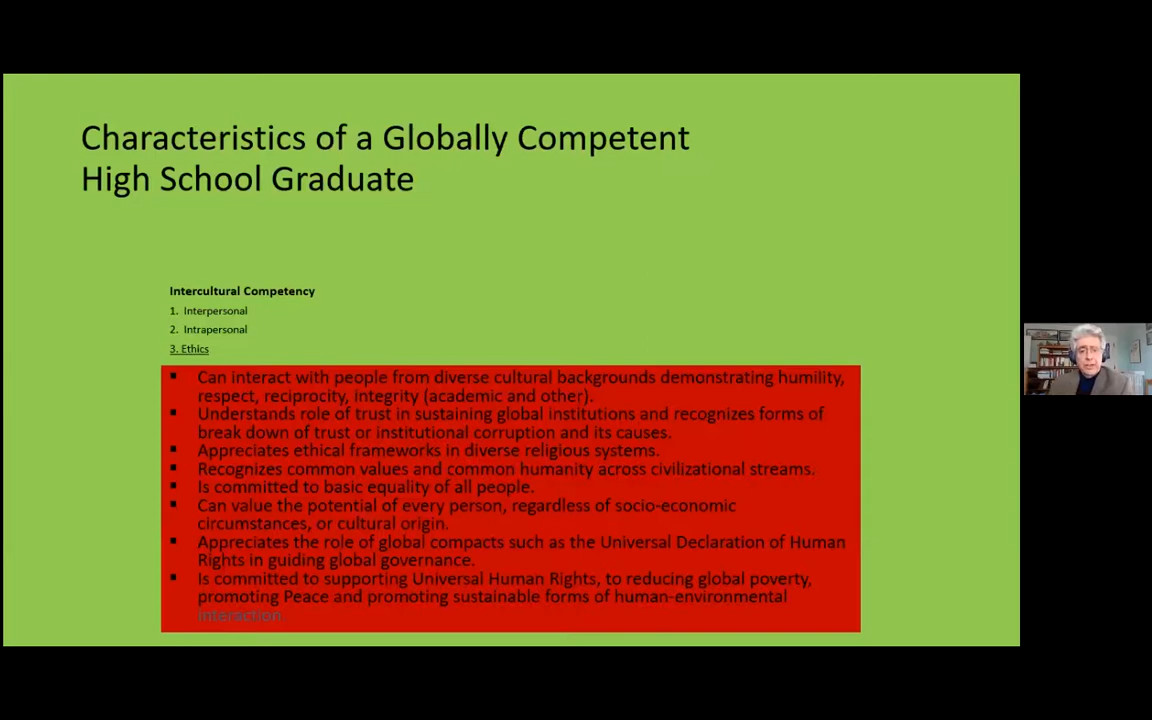 Characteristics of a Globally Competent
High School Graduate
Intercultural Competency
1. Interpersonal
2. Intrapersonal
3. Ethics
▪ Can interact with people from diverse cultural backgrounds demonstrating humility,
respect, reciprocity, integrity (academic and other).
▪ Understands role of trust in sustaining global institutions and recognizes forms of
break down of trust or institutional corruption and its causes.
▪ Appreciates ethical frameworks in diverse religious systems.
▪ Recognizes common values and common humanity across civilizational streams.
▪ Is committed to basic equality of all people.
▪ Can value the potential of every person, regardless of socio-economic
circumstances, or cultural origin.
▪ Appreciates the role of global compacts such as the Universal Declaration of Human
Rights in guiding global governance.
▪ Is committed to supporting Universal Human Rights, to reducing global poverty,
promoting Peace and promoting sustainable forms of human-environmental
interaction.